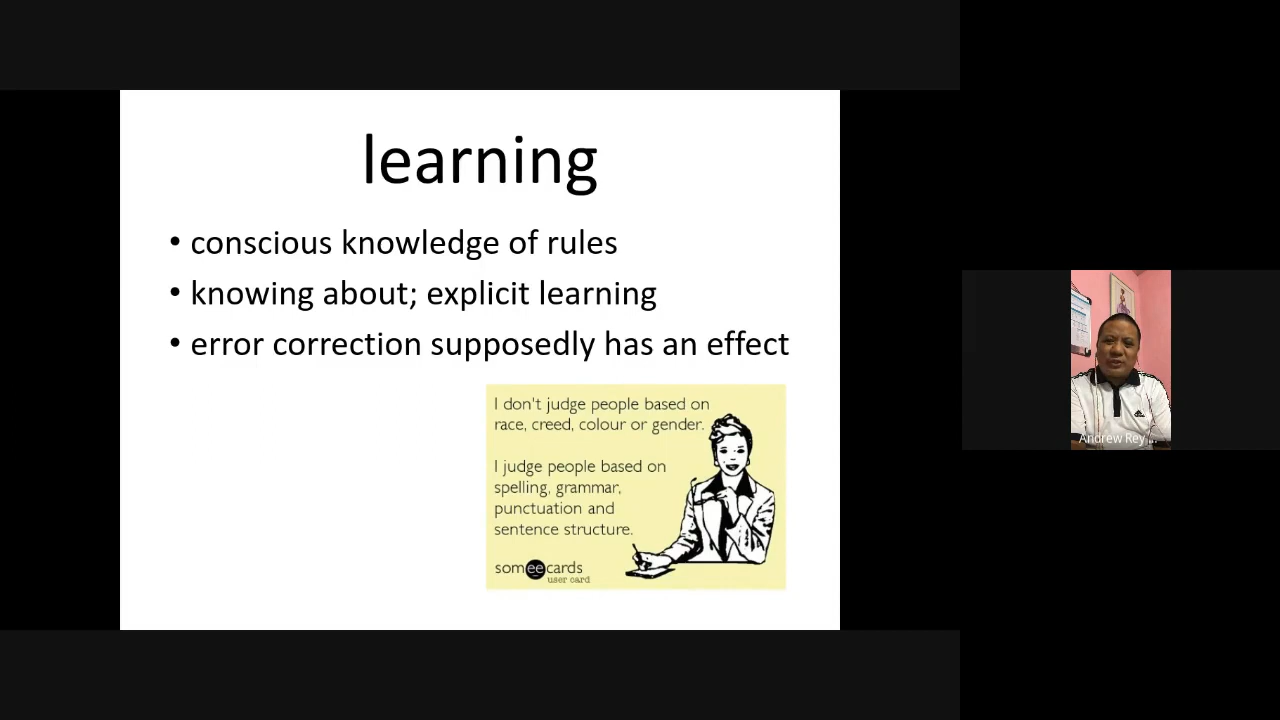 learning
• conscious knowledge of rules
• knowing about; explicit learning
• error correction supposedly has an effect
I don't judge people based on
race, creed, colour or gender.
I judge people based on
spelling, grammar,
punctuation and
sentence structure.
someecards
user card
Andrew Rey ...